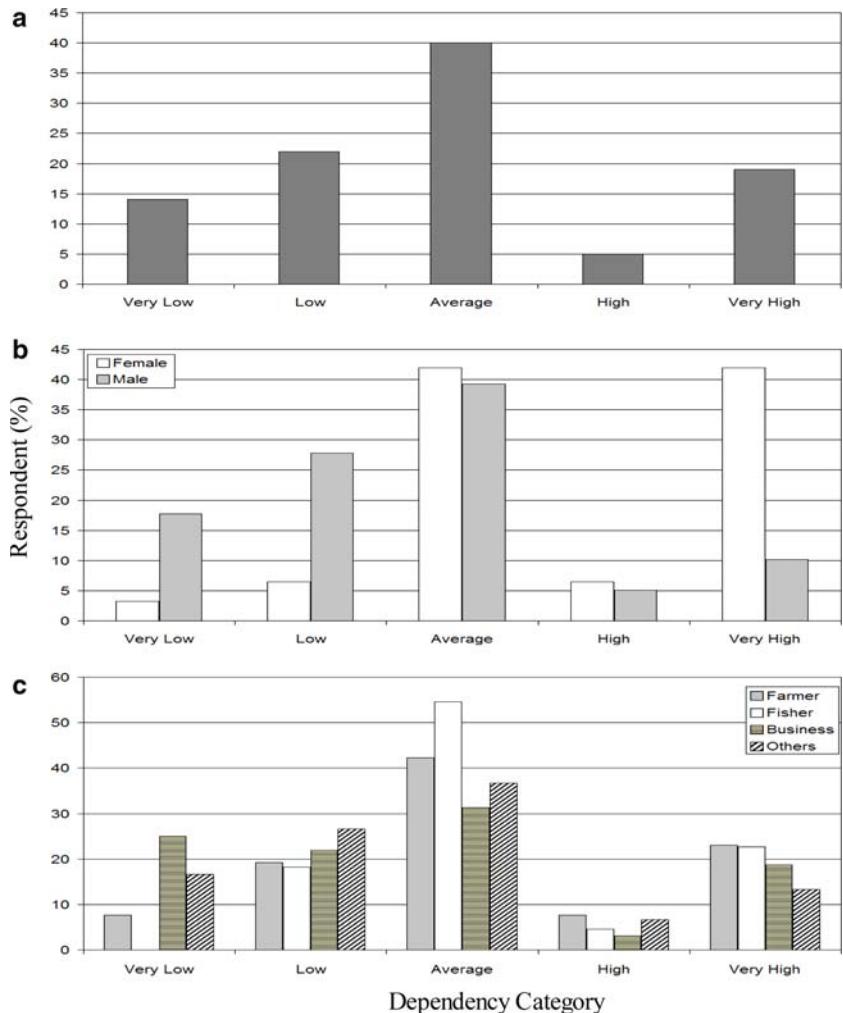 a
45
40
35
30
25
20
15
10
5
0
Very Low Low Average High Very High
b
45
40
35
30
25
20
15
10
5
0
Female
Male
Very Low Low Average High Very High
Respondent (%)
c
60
50
40
30
20
10
0
Farmer
Fisher
Business
Others
Very Low Low Average High Very High
Dependency Category